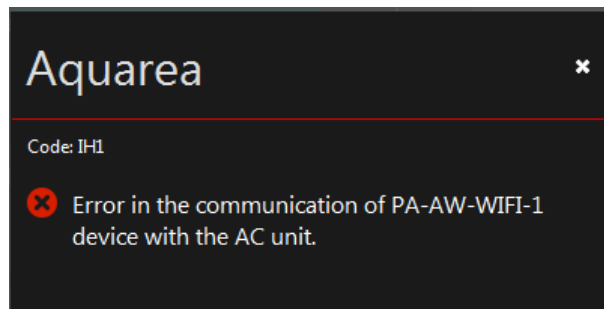 Aquarea
Code: IH1
Error in the communication of PA-AW-WIFI-1
device with the AC unit.